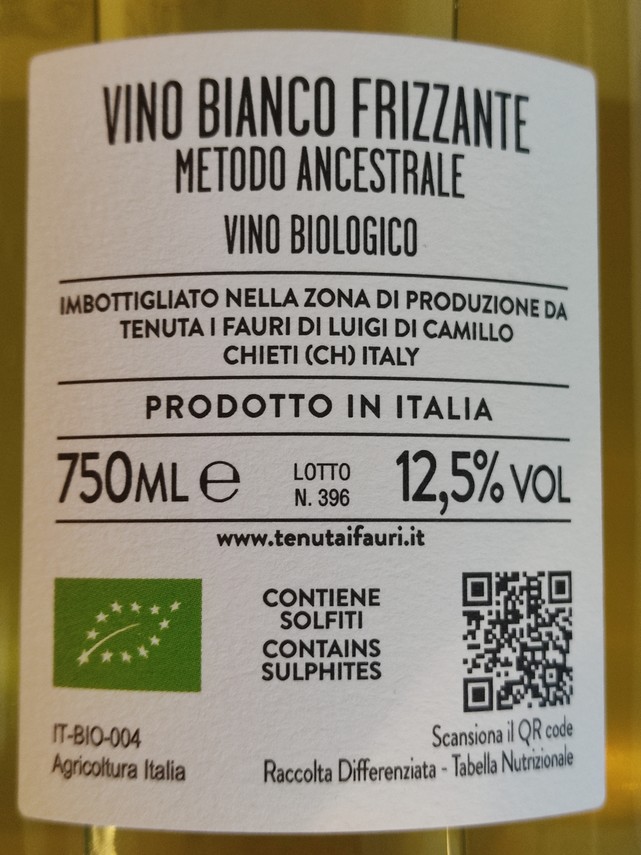 VINO BIANCO FRIZZANTE
METODO ANCESTRALE
VINO BIOLOGICO
IMBOTTIGLIATO NELLA ZONA DI PRODUZIONE DA
TENUTA I FAURI DI LUIGI DI CAMILLO
CHIETI (CH) ITALY
PRODOTTO IN ITALIA
750ML ℮ LOTTO N. 396 12,5% VOL
www.tenutaifauri.it
CONTIENE
SOLFITI
CONTAINS
SULPHITES
IT-BIO-004
Agricoltura Italia
Scansiona il QR code
Raccolta Differenziata - Tabella Nutrizionale